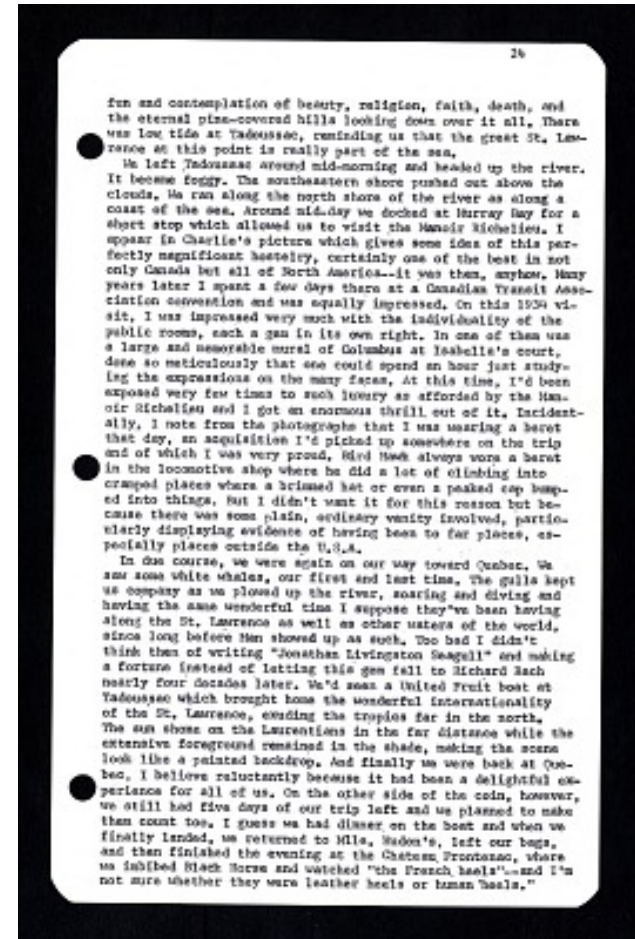 24
fun and contemplation of beauty, religion, faith, death, and
the eternal pine-covered hills looking down over it all. There
was low tide at Tadoussac, reminding us that the great St. Law-
rence at this point is really part of the sea.
We left Tadoussac around mid-morning and headed up the river.
It became foggy. The southeastern shore pushed out above the
clouds. We ran along the north shore of the river as along a
coast of the sea. Around mid-day we docked at Murray Bay for a
short stop which allowed us to visit the Manoir Richelieu. I
appear in Charlie's picture which gives some idea of this per-
fectly magnificent hostelry, certainly one of the best in not
only Canada but all of North America--it was then, anyhow. Many
years later I spent a few days there at a Canadian Transit Asso-
ciation convention and was equally impressed. On this 1934 vi-
sit, I was impressed very much with the individuality of the
public rooms, each a gem in its own right. In one of them was
a large and memorable mural of Columbus at Isabella's court,
done so meticulously that one could spend an hour just study-
ing the expressions on the many faces. At this time, I'd been
exposed very few times to such luxury as afforded by the Man-
oir Richelieu and I got an enormous thrill out of it. Incident-
ally, I note from the photographs that I was wearing a beret
that day, an acquisition I'd picked up somewhere on the trip
and of which I was very proud. Bird Hawk always wore a beret
in the locomotive shop where he did a lot of climbing into
cramped places where a brimmed hat or even a peaked cap bump-
ed into things. But I didn't want it for this reason but be-
cause there was some plain, ordinary vanity involved, partic-
ularly displaying evidence of having been to far places, es-
pecially places outside the U.S.A.
In due course, we were again on our way toward Quebec. We
saw some white whales, our first and last time. The gulls kept
us company as we plowed up the river, soaring and diving and
having the same wonderful time I suppose they've been having
along the St. Lawrence as well as other waters of the world,
since long before Men showed up as such. Too bad I didn't
think then of writing "Jonathan Livingston Seagull" and making
a fortune instead of letting this gem fall to Richard Bach
nearly four decades later. We'd seen a United Fruit boat at
Tadoussac which brought home the wonderful internationality
of the St. Lawrence, exuding the tropics far in the north.
The sun shone on the Laurentians in the far distance while the
extensive foreground remained in the shade, making the scene
look like a painted backdrop. And finally we were back at Que-
bec, I believe reluctantly because it had been a delightful ex-
perience for all of us. On the other side of the coin, however,
we still had five days of our trip left and we planned to make
them count too. I guess we had dinner on the boat and when we
finally landed, we returned to Mlle. Hudon's, left our bags,
and then finished the evening at the Chateau Frontenac, where
we imbibed Black Horse and watched "the French heels"--and I'm
not sure whether they were leather heels or human heels."